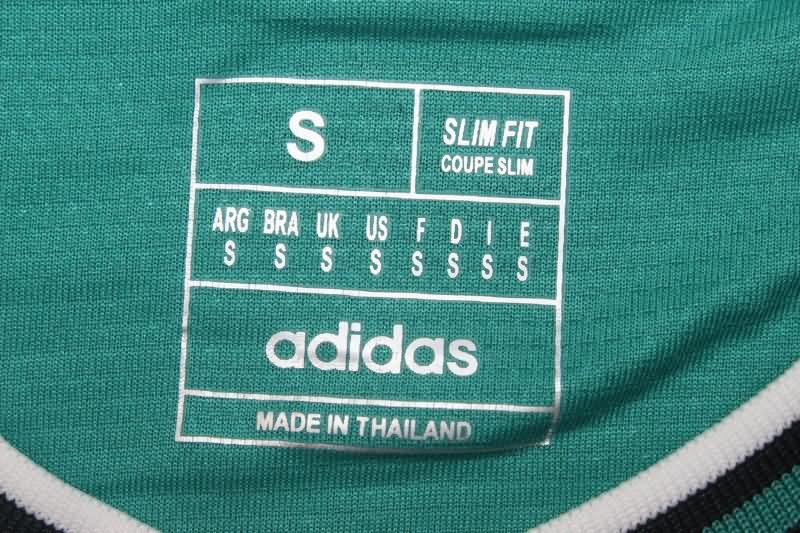 S
SLIM FIT
COUPE SLIM
ARG BRA UK US F D I E
S S S S S S S S
adidas
MADE IN THAILAND